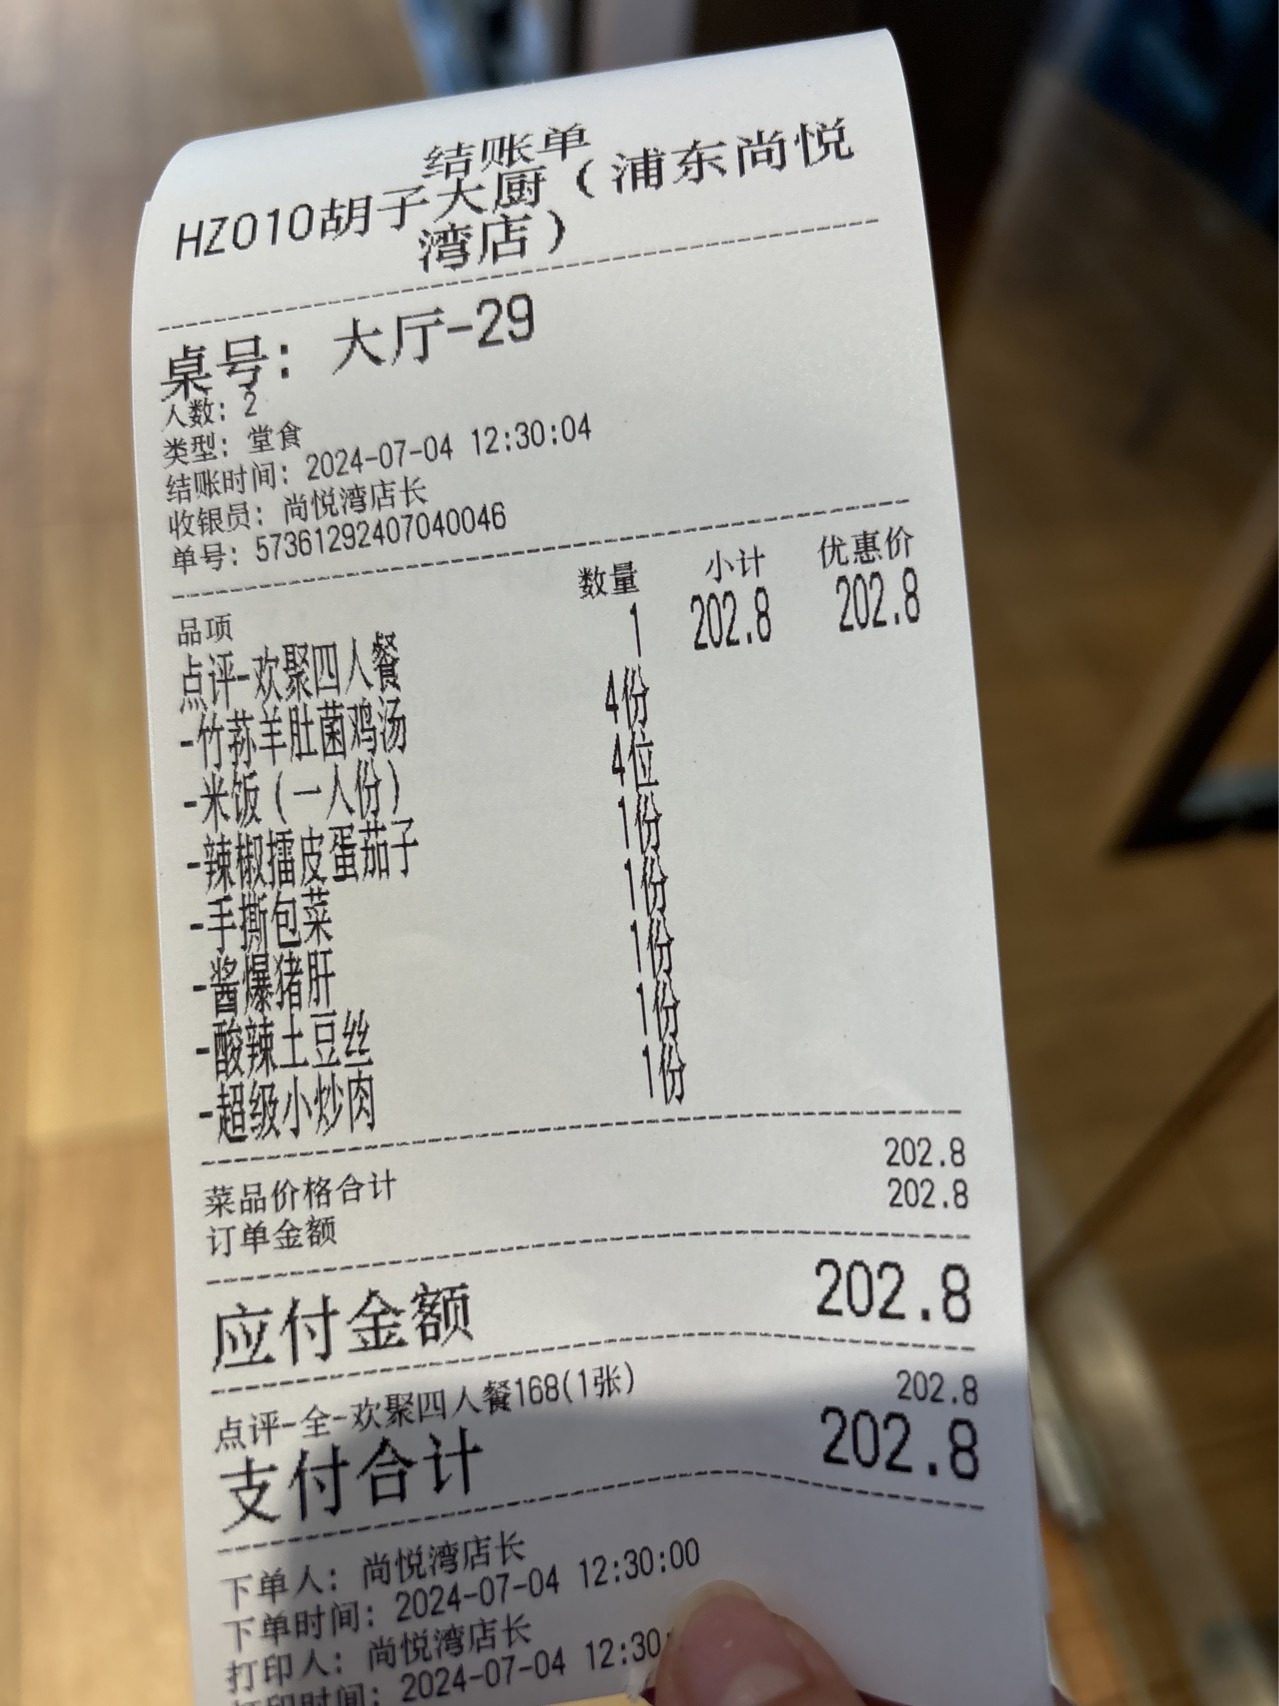 结账单
HZ010胡子大厨（浦东尚悦
湾店）
桌号： 大厅-29
人数：2
类型：堂食
结账时间：2024-07-04 12:30:04
收银员：尚悦湾店长
单号：57361292407040046
品项 数量 小计 优惠价
点评-欢聚四人餐 1 202.8 202.8
-竹荪羊肚菌鸡汤 4份
-米饭（一人份） 4位
-辣椒擂皮蛋茄子 1份
-手撕包菜 1份
-酱爆猪肝 1份
-酸辣土豆丝 1份
-超级小炒肉 1份
菜品价格合计 202.8
订单金额 202.8
应付金额 202.8
点评-全-欢聚四人餐168(1张) 202.8
支付合计 202.8
下单人：尚悦湾店长
下单时间：2024-07-04 12:30:00
打印人：尚悦湾店长
打印时间：2024-07-04 12:30